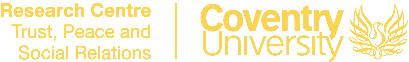 Research Centre
Trust, Peace and
Social Relations
Coventry
University